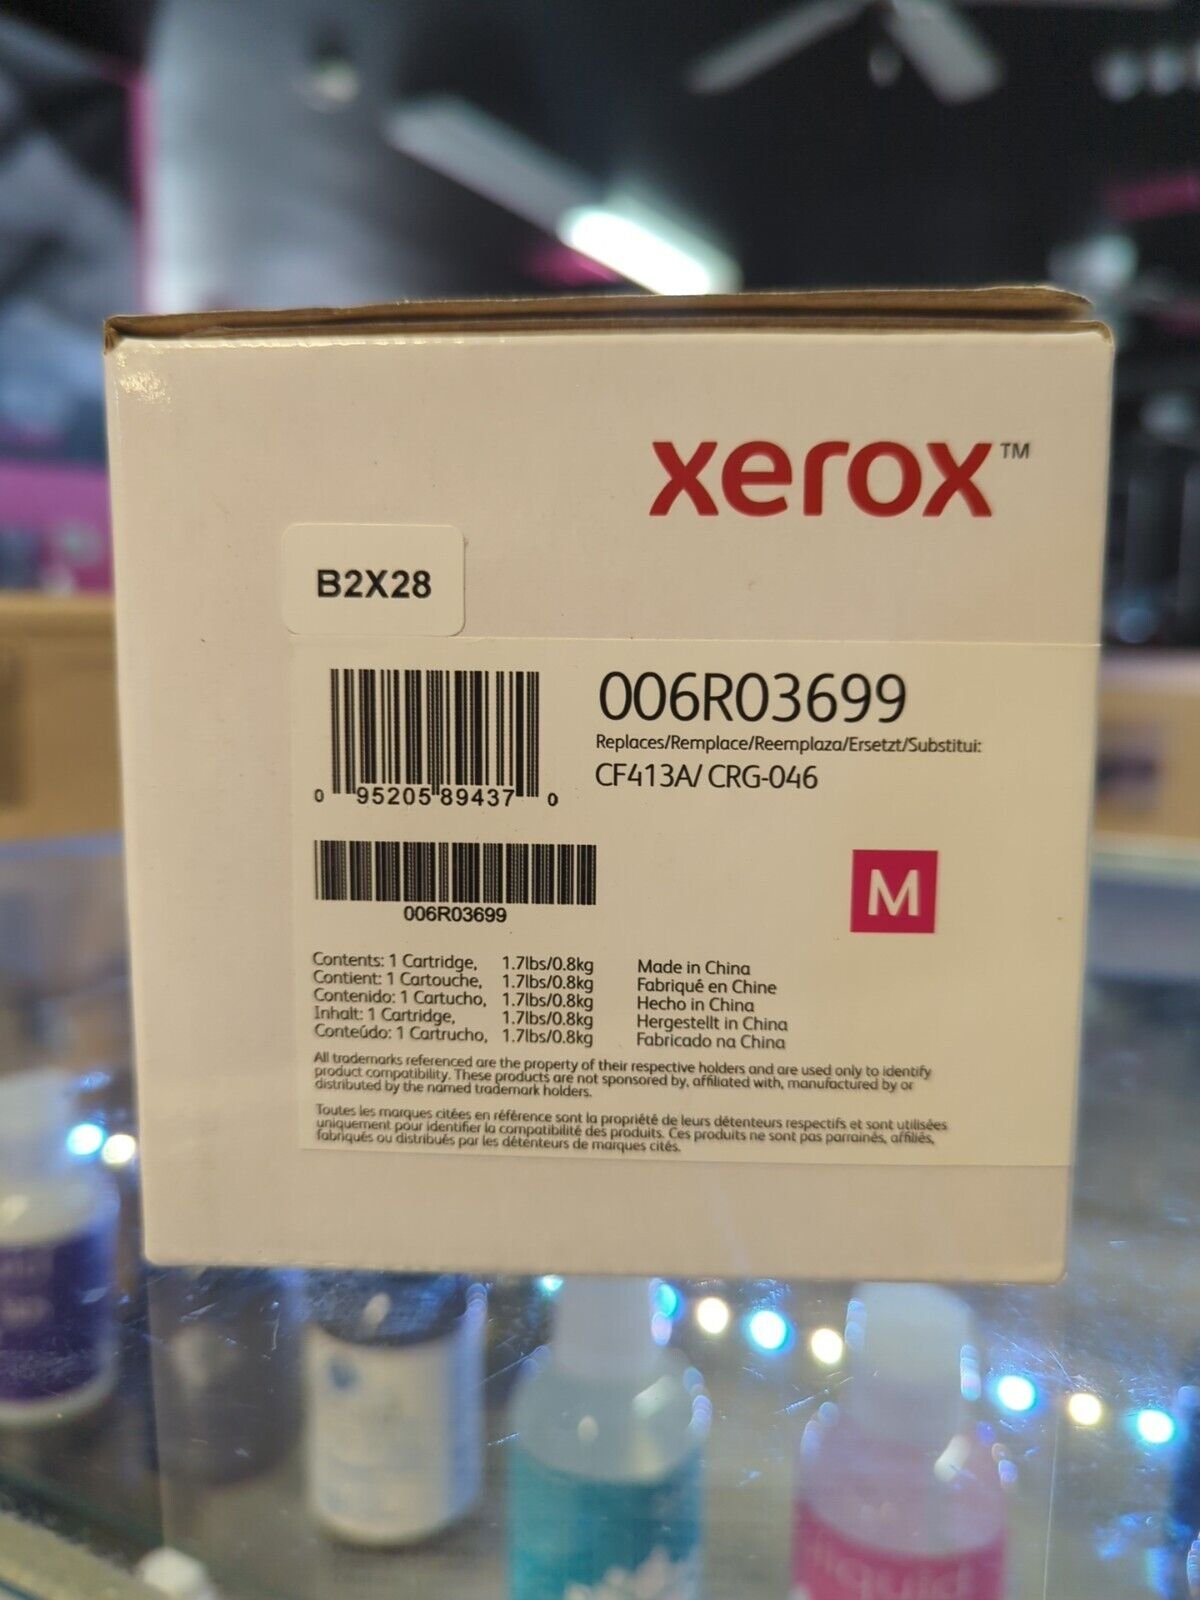 xerox™
B2X28
006R03699
Replaces/Remplace/Reemplaza/Ersetzt/Substitui:
CF413A/ CRG-046
0 95205 89437 0
006R03699
M
Contents: 1 Cartridge, 1.7lbs/0.8kg Made in China
Contient: 1 Cartouche, 1.7lbs/0.8kg Fabriqué en Chine
Contenido: 1 Cartucho, 1.7lbs/0.8kg Hecho in China
Inhalt: 1 Cartridge, 1.7lbs/0.8kg Hergestellt in China
Conteúdo: 1 Cartrucho, 1.7lbs/0.8kg Fabricado na China
All trademarks referenced are the property of their respective holders and are used only to identify
product compatibility. These products are not sponsored by, affiliated with, manufactured by or
distributed by the named trademark holders.
Toutes les marques citées en référence sont la propriété de leurs détenteurs respectifs et sont utilisées
uniquement pour identifier la compatibilité des produits. Ces produits ne sont pas parrainés, affiliés,
fabriqués ou distribués par les détenteurs de marques cités.
liquid